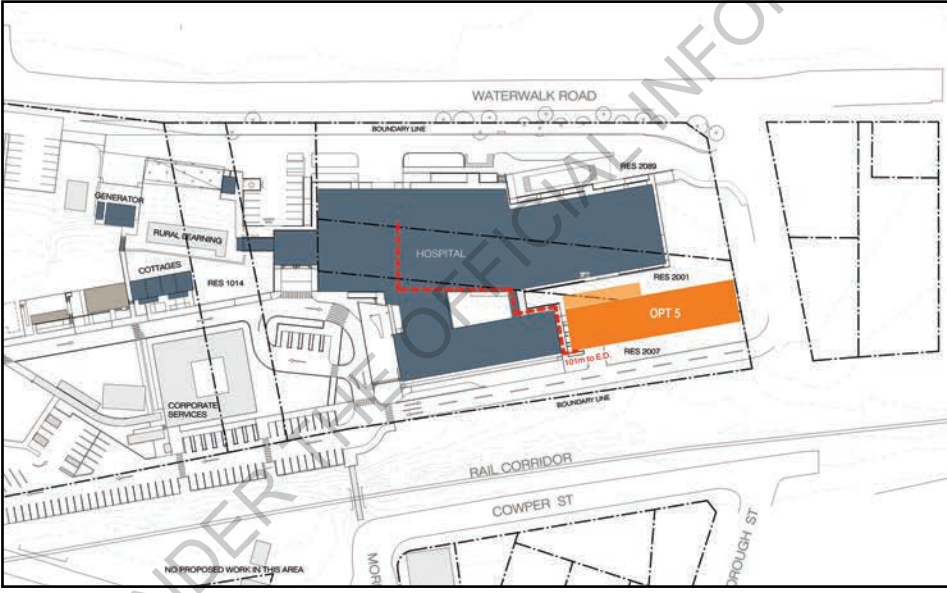 WATERWALK ROAD
BOUNDARY LINE
RES 2089
GENERATOR
RURAL LEARNING
HOSPITAL
COTTAGES
RES 1014
RES 2001
OPT 5
RES 2007
101m to E.D.
CORPORATE
SERVICES
BOUNDARY LINE
RAIL CORRIDOR
COWPER ST
NO PROPOSED WORK IN THIS AREA
UNDER THE OFFICIAL INFO